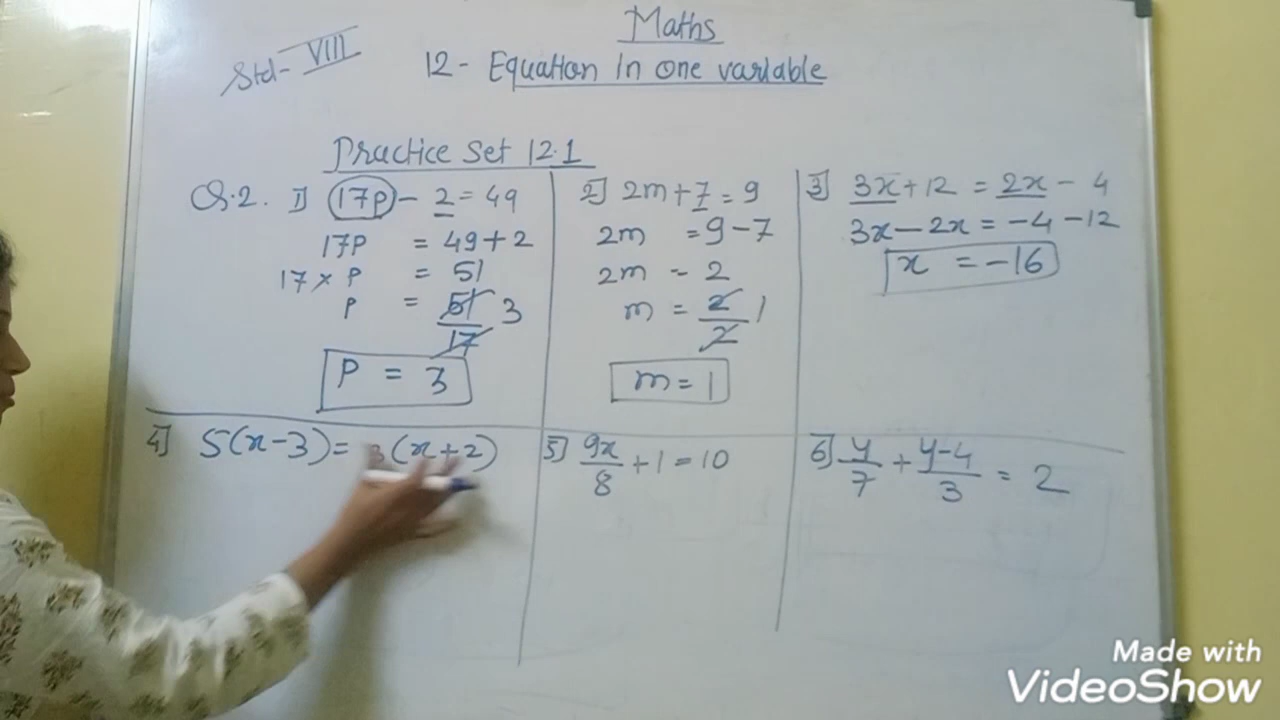 Maths
Std- VIII
12 - Equation in one variable
Practice Set 12.1
Q.2. 1] 17p - 2 = 49
17P = 49 + 2
17 × P = 51
P = 51/17 3
P = 3
2] 2m + 7 = 9
2m = 9 - 7
2m - 2
m = 2/2 1
m = 1
3] 3x + 12 = 2x - 4
3x - 2x = -4 - 12
x = -16
4] 5(x-3) = 3(x+2)
5] 9x/8 + 1 = 10
6] y/7 + y-4/3 = 2
Made with
VideoShow